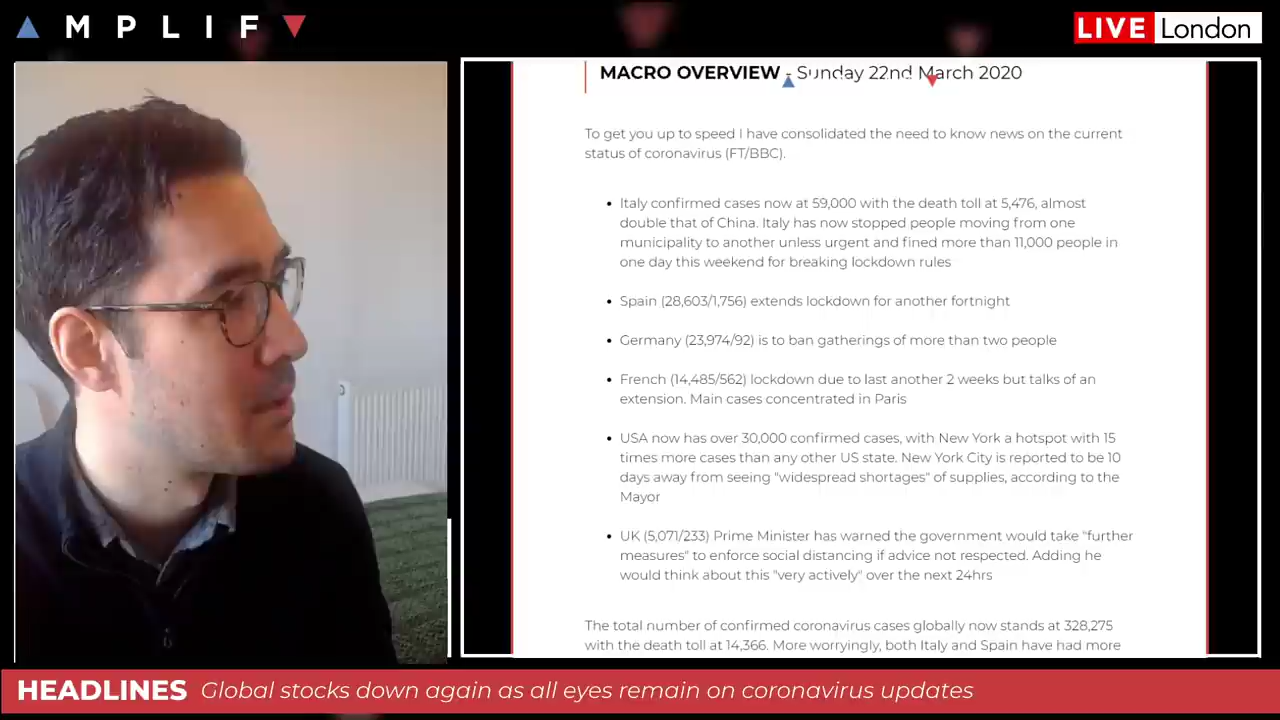 AMPLIFY
LIVE London
MACRO OVERVIEW - Sunday 22nd March 2020
To get you up to speed I have consolidated the need to know news on the current
status of coronavirus (FT/BBC).
• Italy confirmed cases now at 59,000 with the death toll at 5,476, almost
double that of China. Italy has now stopped people moving from one
municipality to another unless urgent and fined more than 11,000 people in
one day this weekend for breaking lockdown rules
• Spain (28,603/1,756) extends lockdown for another fortnight
• Germany (23,974/92) is to ban gatherings of more than two people
• French (14,485/562) lockdown due to last another 2 weeks but talks of an
extension. Main cases concentrated in Paris
• USA now has over 30,000 confirmed cases, with New York a hotspot with 15
times more cases than any other US state. New York City is reported to be 10
days away from seeing "widespread shortages" of supplies, according to the
Mayor
• UK (5,071/233) Prime Minister has warned the government would take "further
measures" to enforce social distancing if advice not respected. Adding he
would think about this "very actively" over the next 24hrs
The total number of confirmed coronavirus cases globally now stands at 328,275
with the death toll at 14,366. More worryingly, both Italy and Spain have had more
HEADLINES Global stocks down again as all eyes remain on coronavirus updates